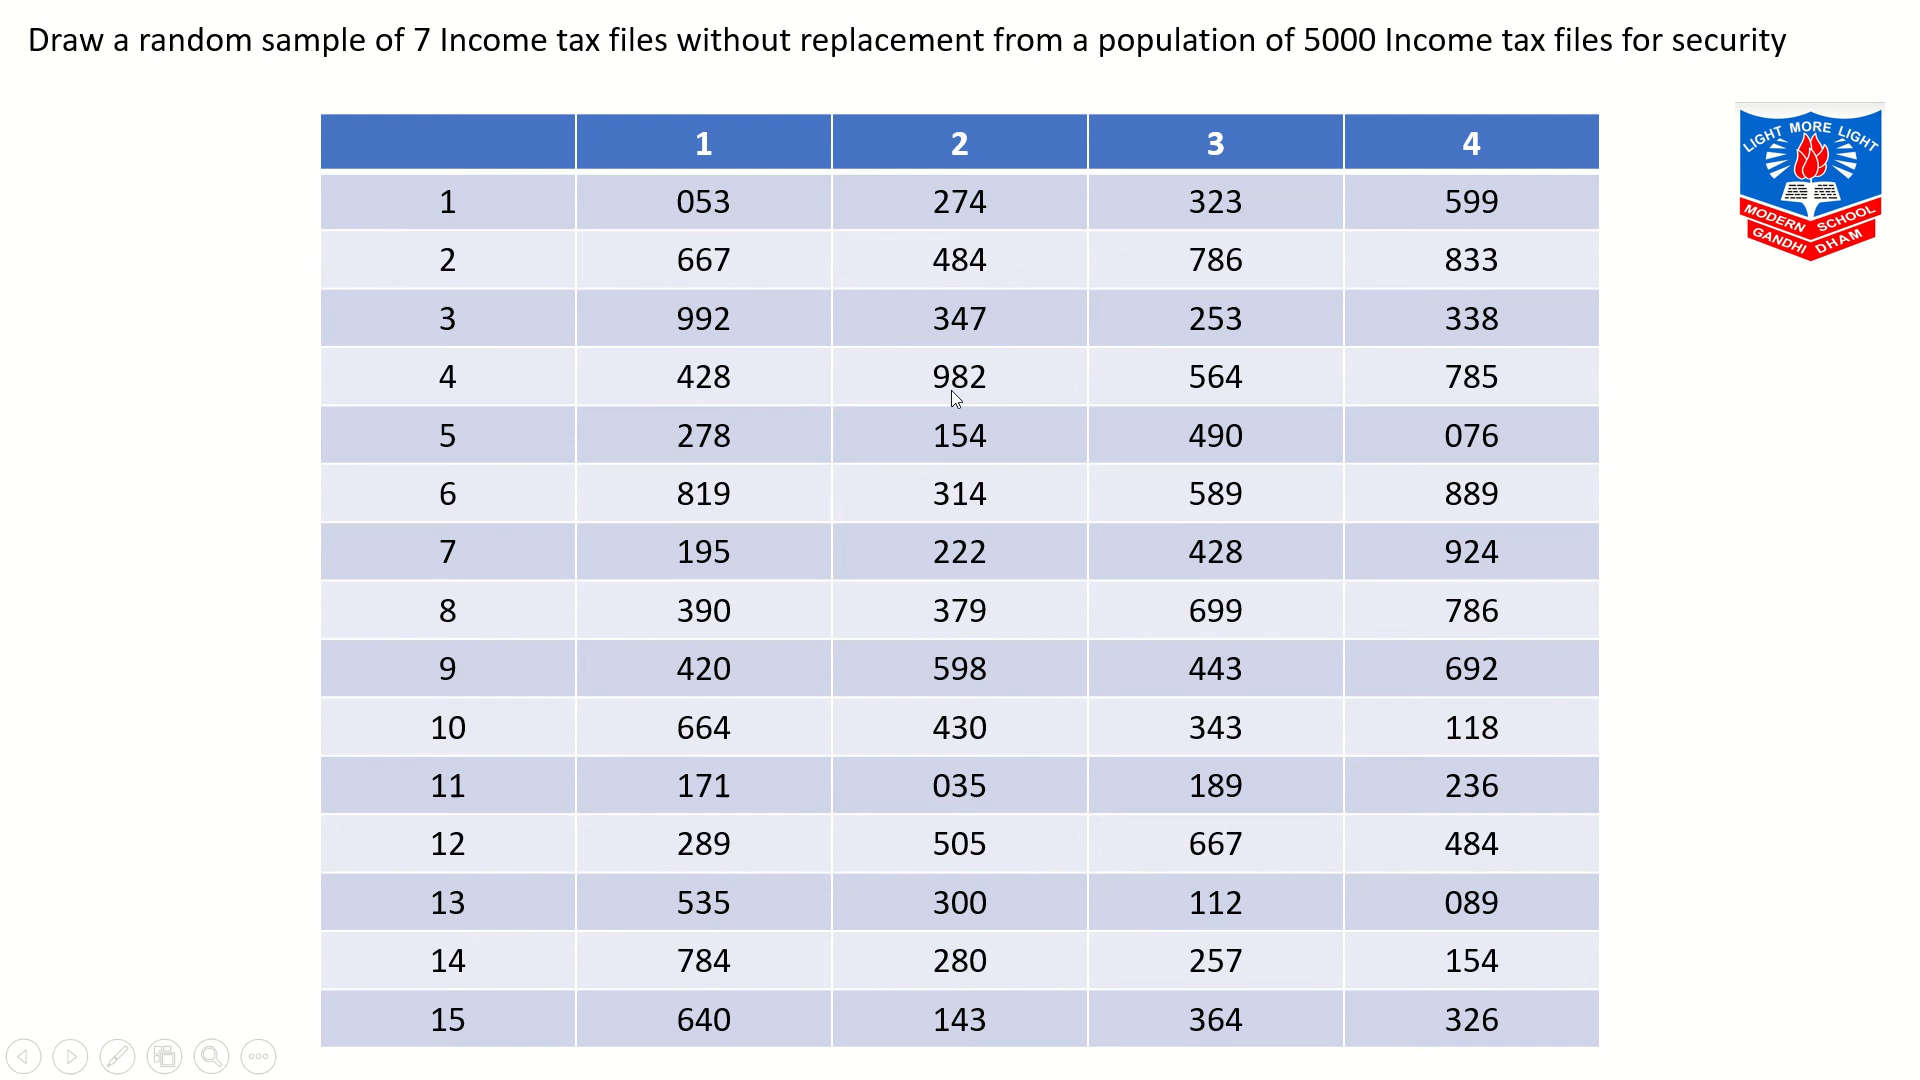 Draw a random sample of 7 Income tax files without replacement from a population of 5000 Income tax files for security
1 2 3 4
1 053 274 323 599
2 667 484 786 833
3 992 347 253 338
4 428 982 564 785
5 278 154 490 076
6 819 314 589 889
7 195 222 428 924
8 390 379 699 786
9 420 598 443 692
10 664 430 343 118
11 171 035 189 236
12 289 505 667 484
13 535 300 112 089
14 784 280 257 154
15 640 143 364 326
LIGHT MORE LIGHT
MODERN SCHOOL
GANDHI DHAM